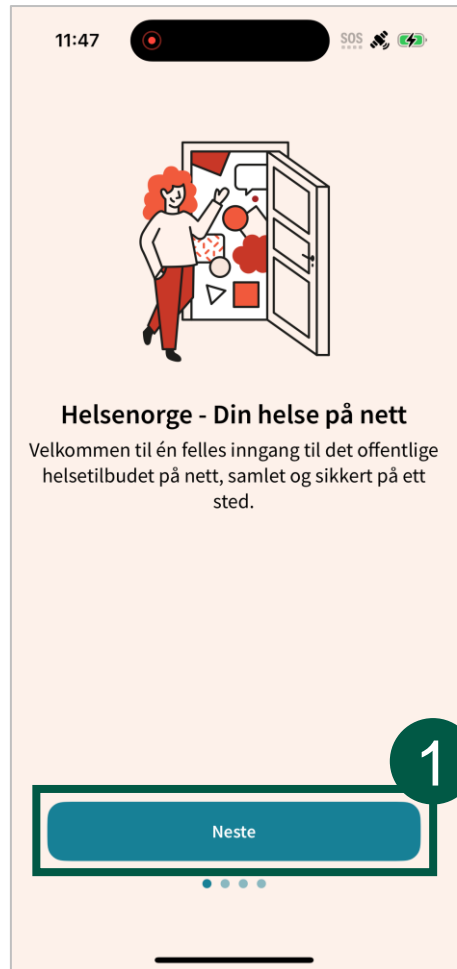 11:47
SOS
Helsenorge - Din helse på nett
Velkommen til én felles inngang til det offentlige
helsetilbudet på nett, samlet og sikkert på ett
sted.
1
Neste